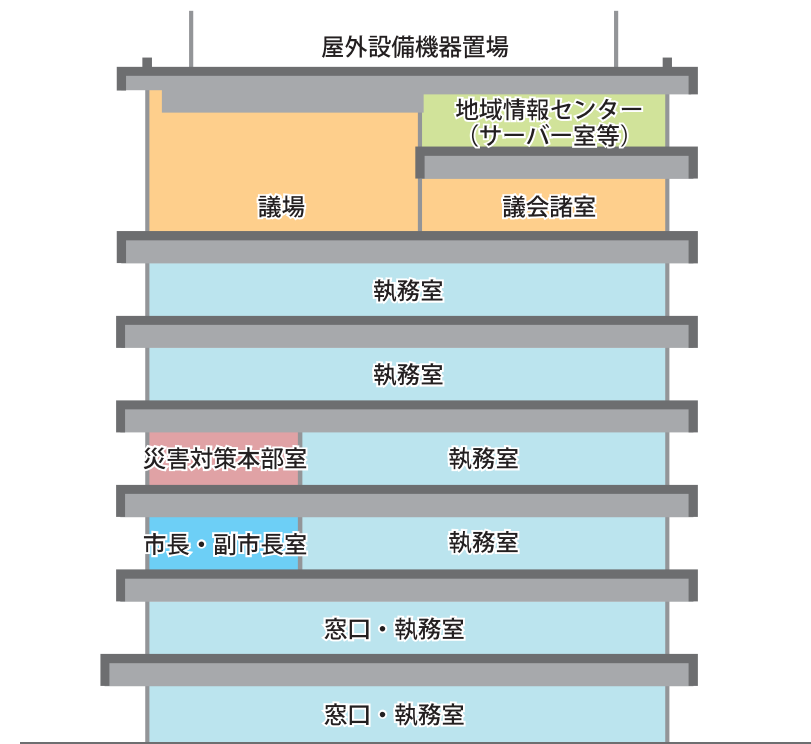 屋外設備機器置場
地域情報センター
（サーバー室等）
議場
議会諸室
執務室
執務室
災害対策本部室
執務室
市長・副市長室
執務室
窓口・執務室
窓口・執務室